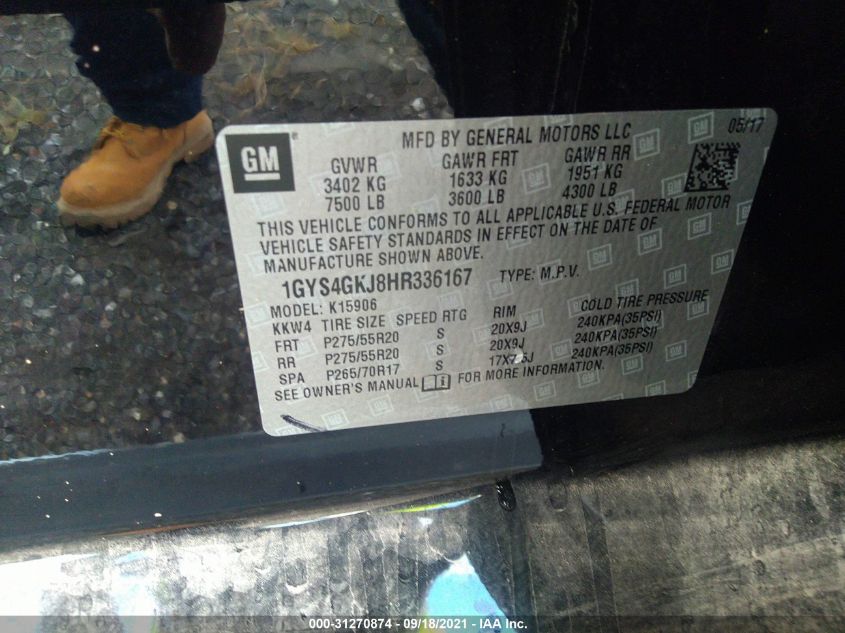 GM
MFD BY GENERAL MOTORS LLC 05/17
GVWR GAWR FRT GAWR RR
3402 KG 1633 KG 1951 KG
7500 LB 3600 LB 4300 LB
THIS VEHICLE CONFORMS TO ALL APPLICABLE U.S. FEDERAL MOTOR
VEHICLE SAFETY STANDARDS IN EFFECT ON THE DATE OF
MANUFACTURE SHOWN ABOVE.
1GYS4GKJ8HR336167 TYPE: M.P.V.
MODEL: K15906
KKW4 TIRE SIZE SPEED RTG RIM COLD TIRE PRESSURE
FRT P275/55R20 S 20X9J 240KPA(35PSI)
RR P275/55R20 S 20X9J 240KPA(35PSI)
SPA P265/70R17 S 17X7.5J 240KPA(35PSI)
SEE OWNER'S MANUAL FOR MORE INFORMATION.
000-31270874 - 09/18/2021 - IAA Inc.